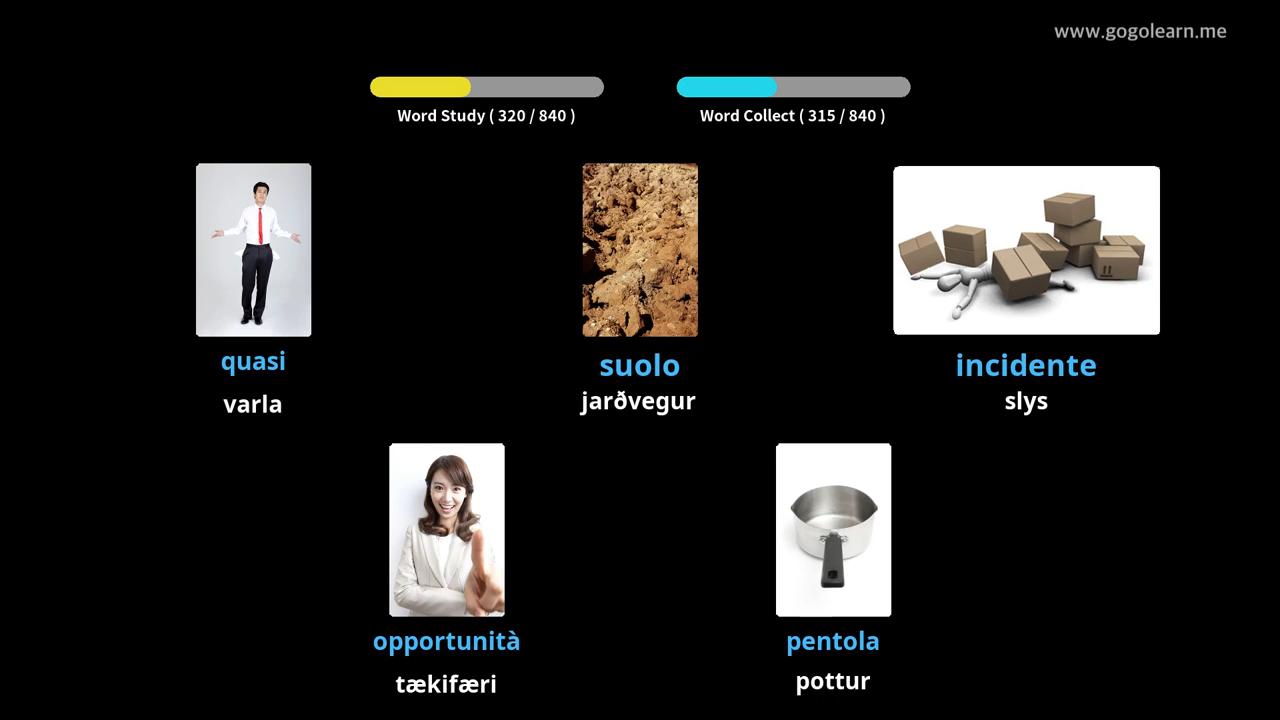 www.gogolearn.me
Word Study ( 320 / 840 )
Word Collect ( 315 / 840 )
quasi
varla
suolo
jarðvegur
incidente
slys
opportunità
tækifæri
pentola
pottur